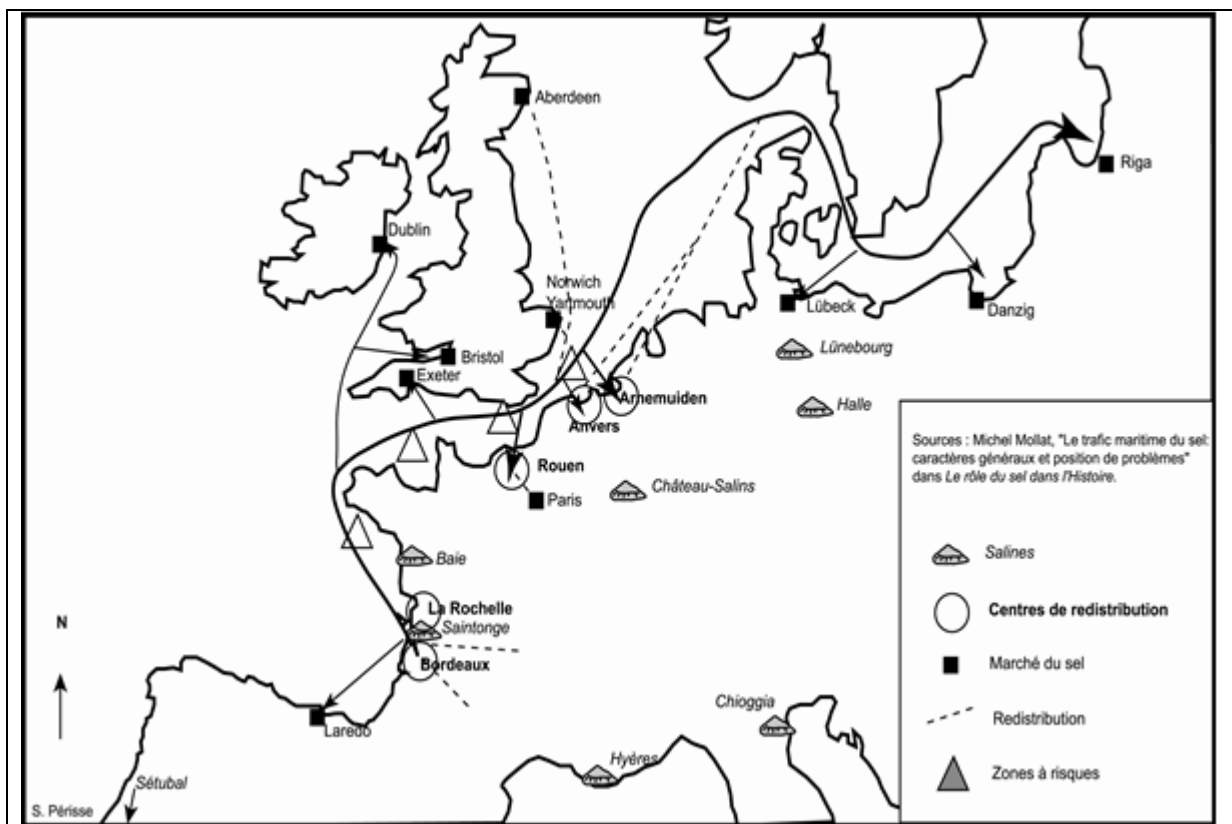 Aberdeen
Riga
Dublin
Norwich
Yarmouth
Lübeck
Danzig
Bristol
Lünebourg
Exeter
Arnemuiden
Halle
Anvers
Rouen
Château-Salins
Paris
Baie
La Rochelle
Saintonge
Bordeaux
Laredo
Chioggia
Hyères
Sétubal
N
S. Périsse
Sources : Michel Mollat, "Le trafic maritime du sel:
caractères généraux et position de problèmes"
dans Le rôle du sel dans l'Histoire.
Salines
Centres de redistribution
Marché du sel
Redistribution
Zones à risques